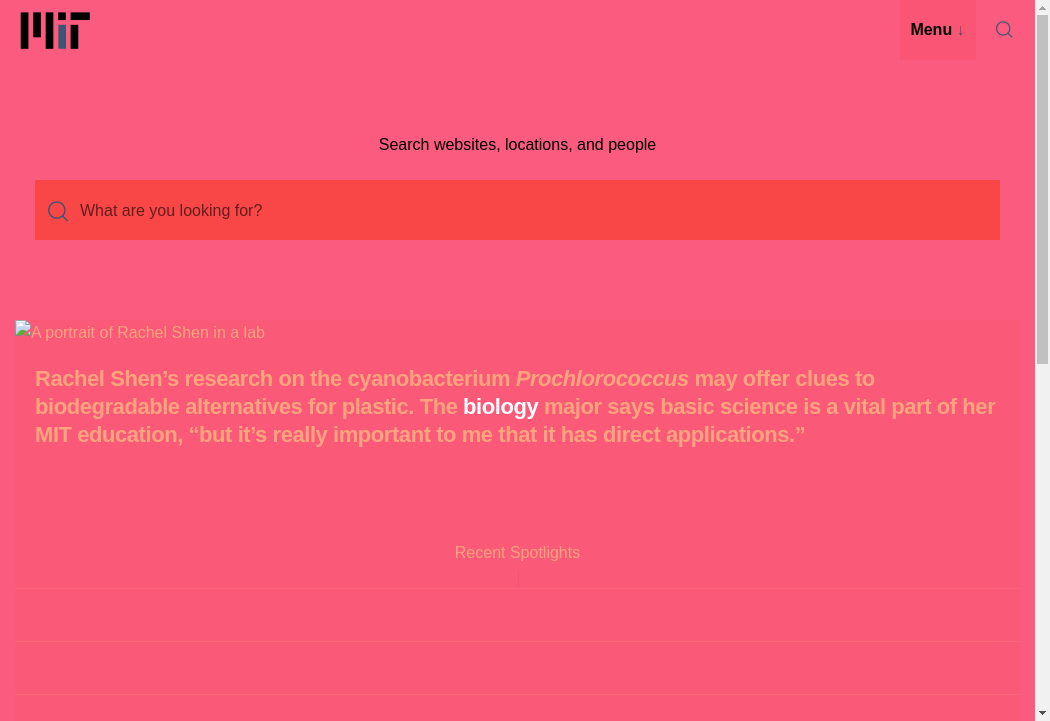 MIT
Menu ↓
Search websites, locations, and people
What are you looking for?
A portrait of Rachel Shen in a lab
Rachel Shen’s research on the cyanobacterium Prochlorococcus may offer clues to
biodegradable alternatives for plastic. The biology major says basic science is a vital part of her
MIT education, “but it’s really important to me that it has direct applications.”
Recent Spotlights